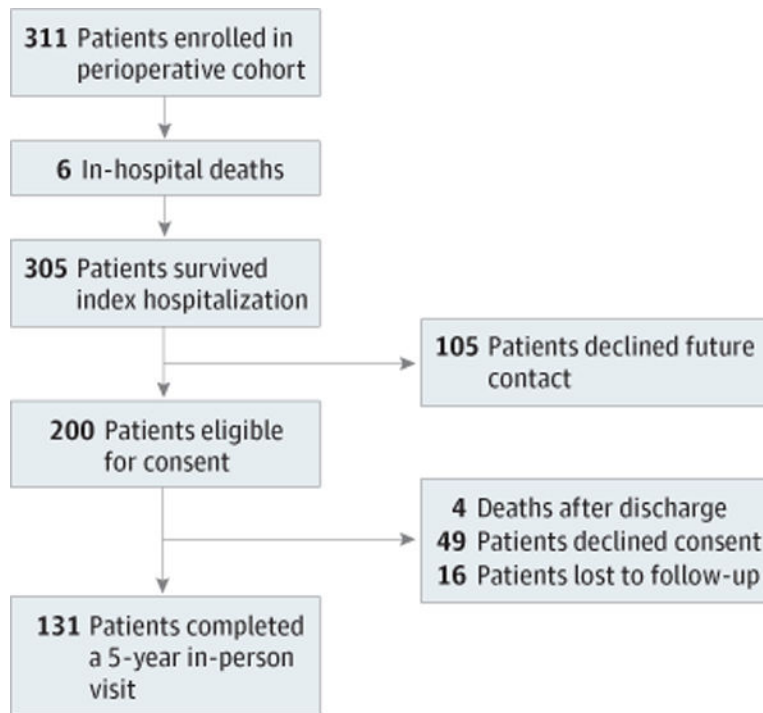 311 Patients enrolled in
perioperative cohort
6 In-hospital deaths
305 Patients survived
index hospitalization
105 Patients declined future
contact
200 Patients eligible
for consent
4 Deaths after discharge
49 Patients declined consent
16 Patients lost to follow-up
131 Patients completed
a 5-year in-person
visit